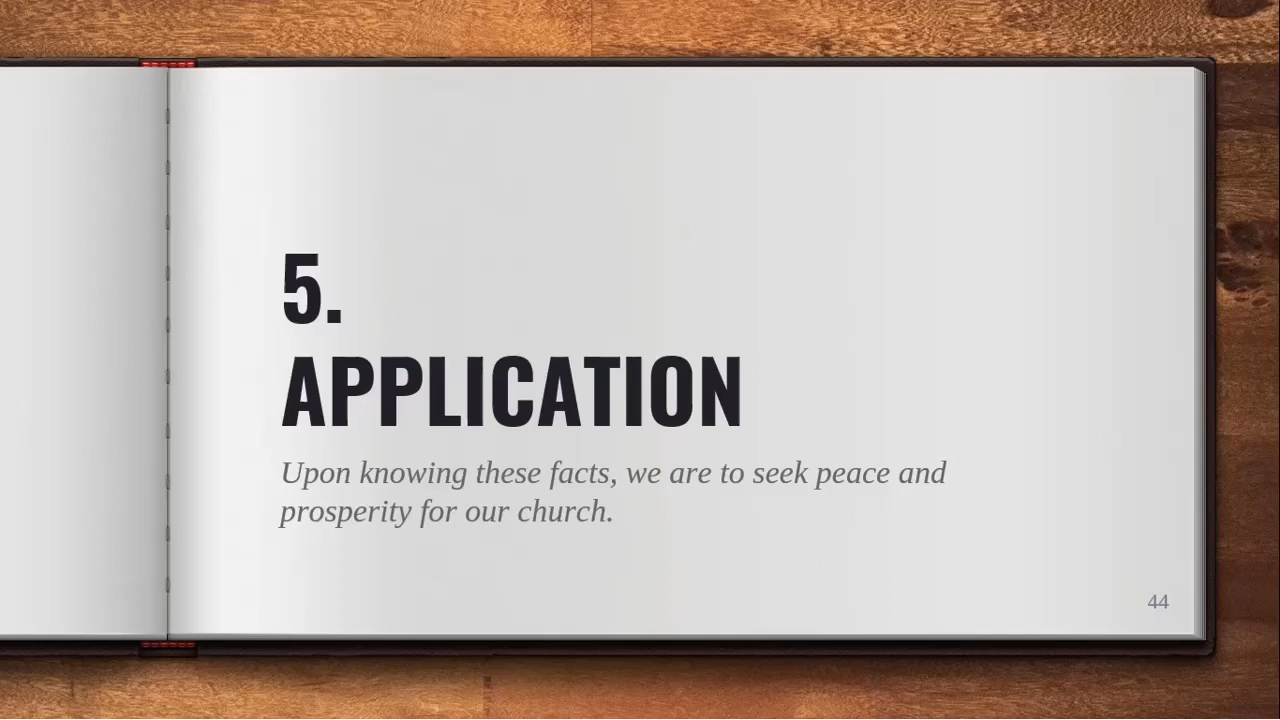 5.
APPLICATION
Upon knowing these facts, we are to seek peace and
prosperity for our church.
44